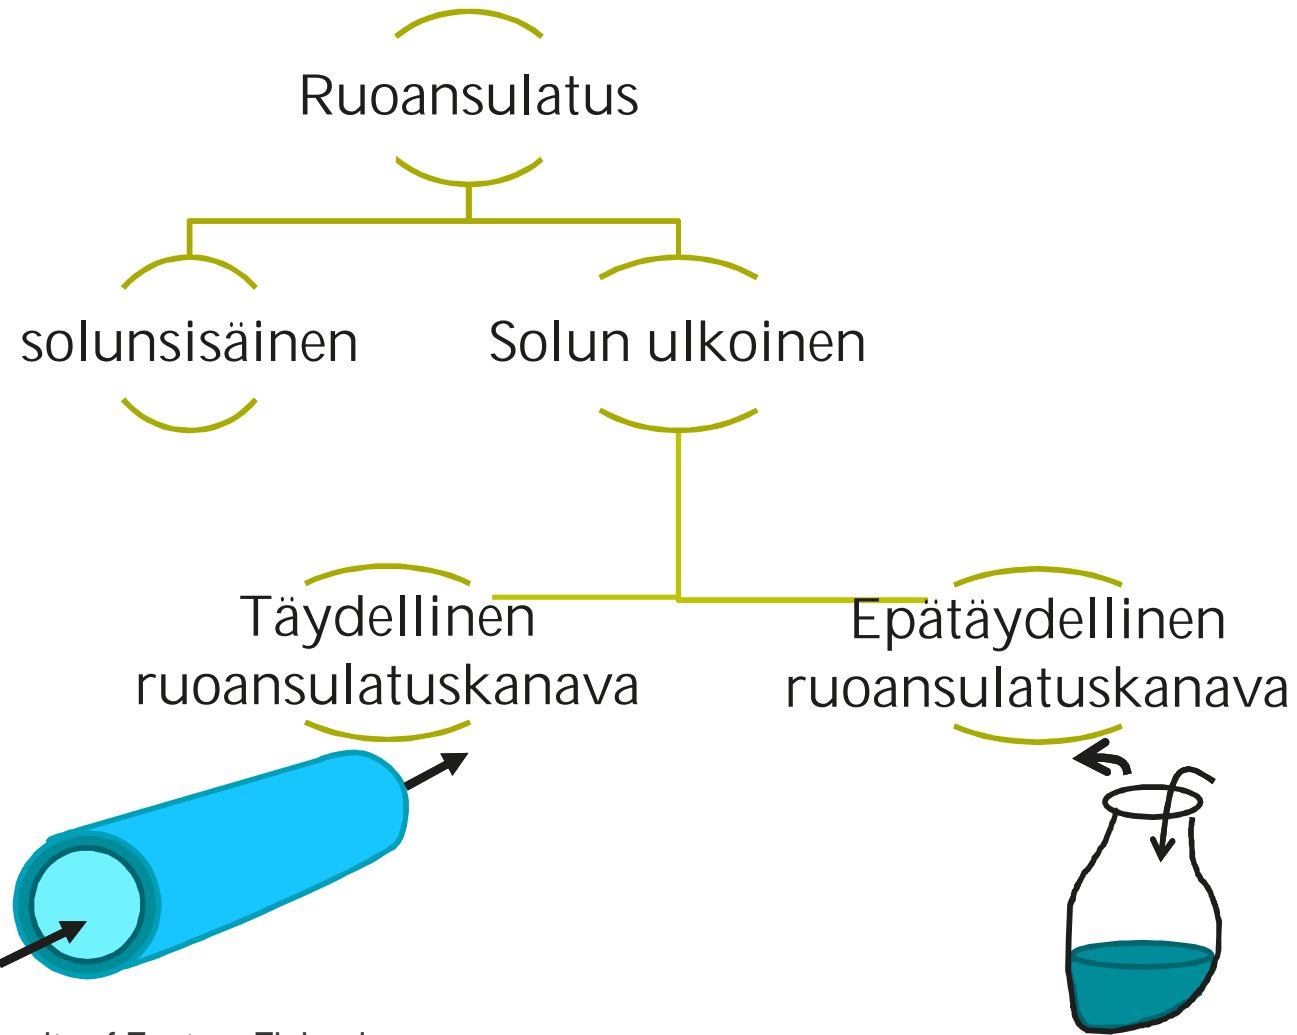 Ruoansulatus
solunsisäinen
Solun ulkoinen
Täydellinen
ruoansulatuskanava
Epätäydellinen
ruoansulatuskanava